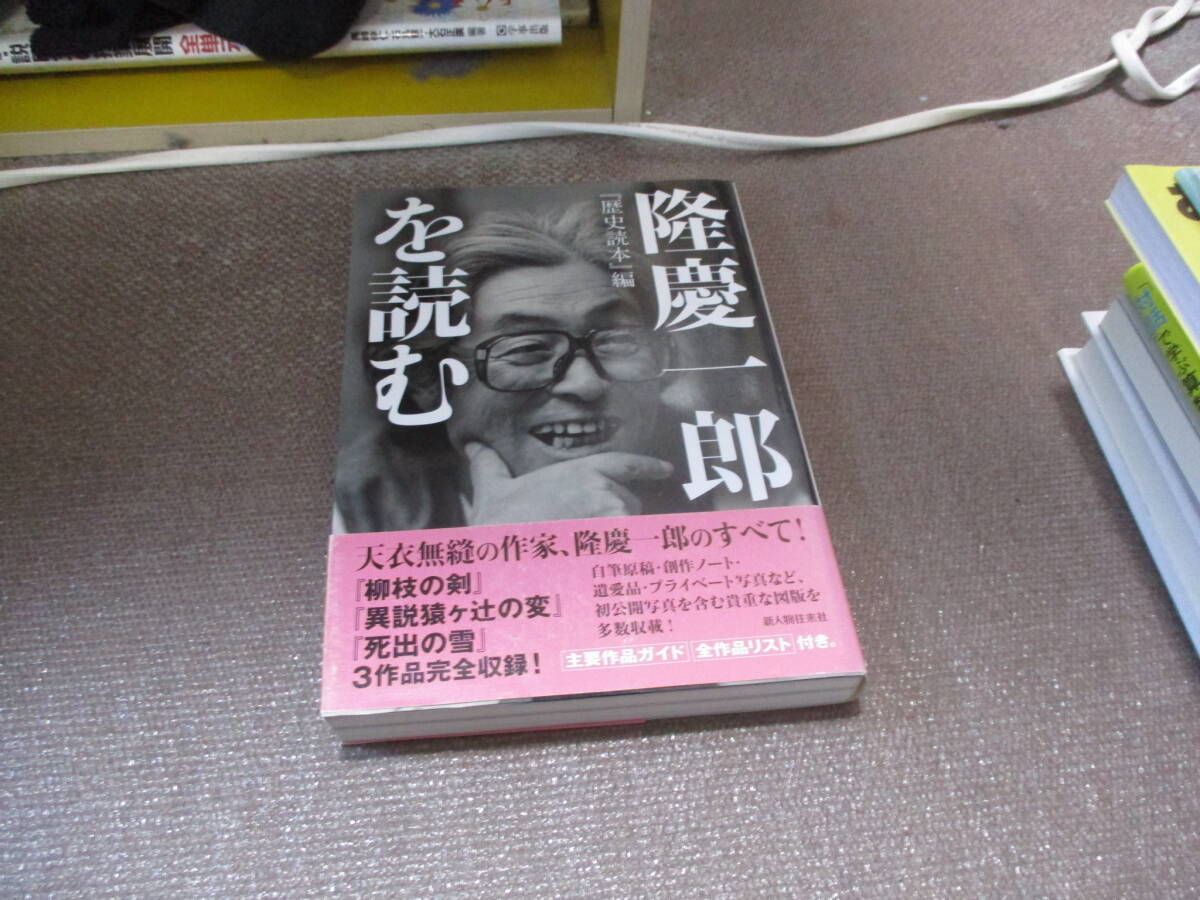 隆慶一郎
を読む
『歴史読本』編
天衣無縫の作家、隆慶一郎のすべて!
『柳枝の剣』
『異説猿ヶ辻の変』
『死出の雪』
3作品完全収録!
自筆原稿・創作ノート・
遺愛品・プライベート写真など、
初公開写真を含む貴重な図版を
多数収載!
新人物往来社
主要作品ガイド 全作品リスト 付き。